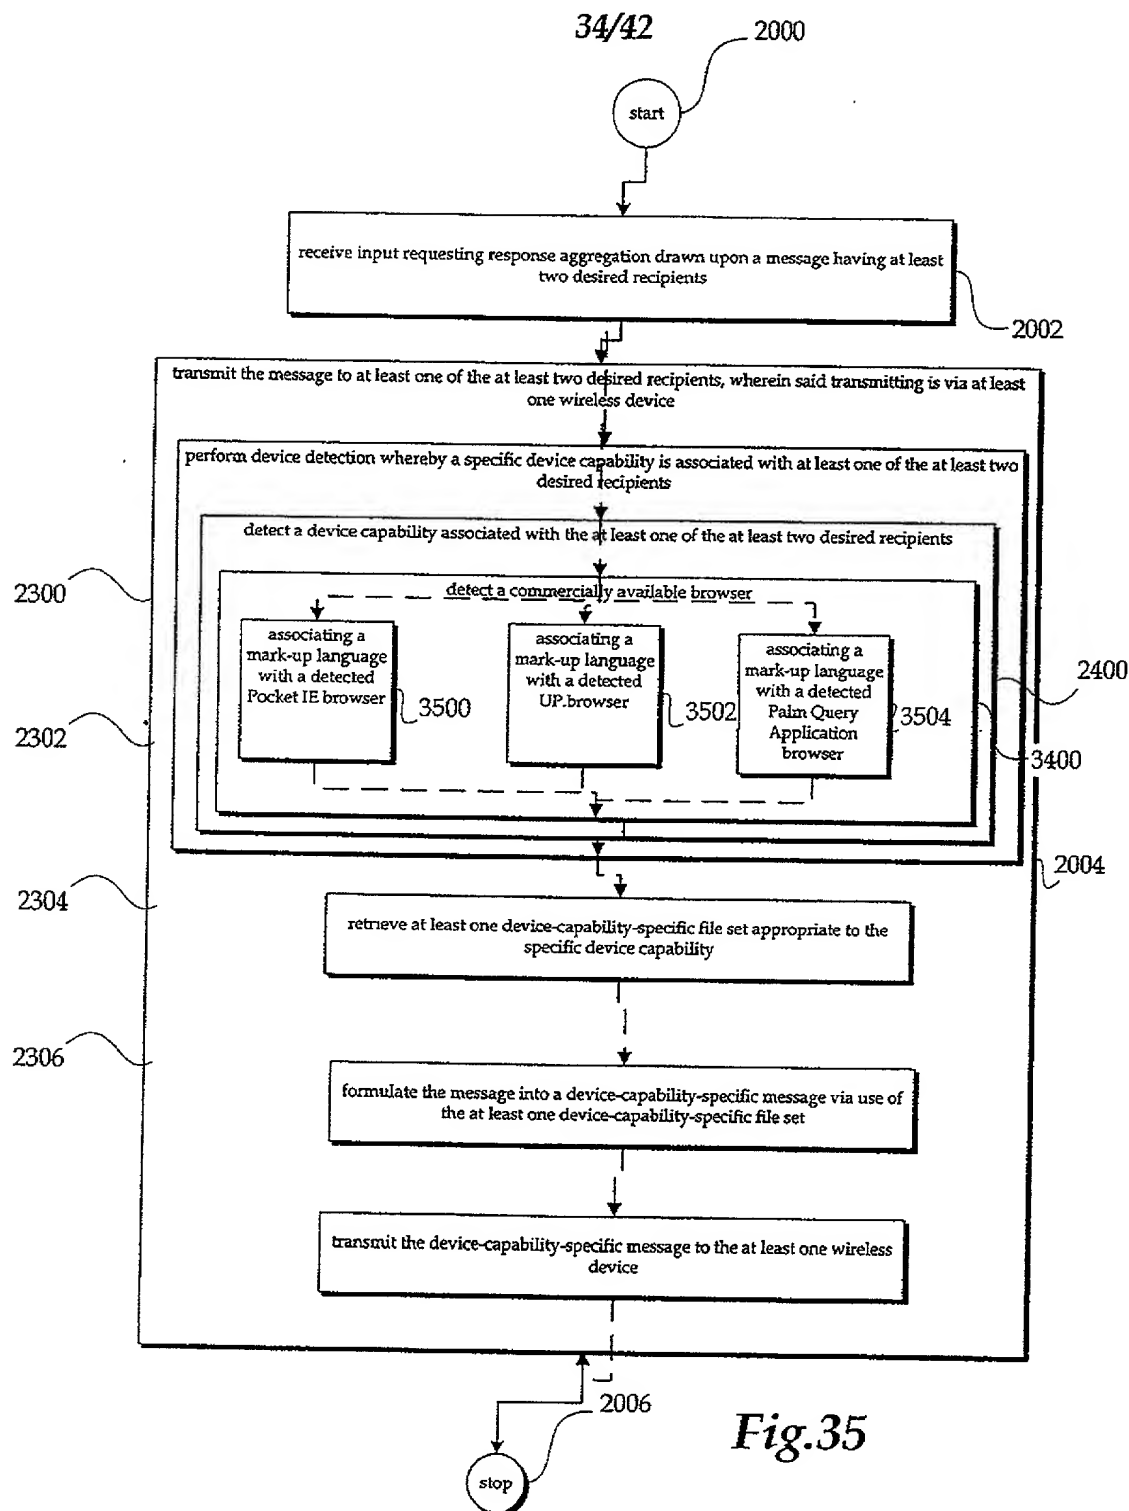 34/42
2000
start
receive input requesting response aggregation drawn upon a message having at least
two desired recipients
2002
transmit the message to at least one of the at least two desired recipients, wherein said transmitting is via at least
one wireless device
perform device detection whereby a specific device capability is associated with at least one of the at least two
desired recipients
detect a device capability associated with the at least one of the at least two desired recipients
2300
detect a commercially available browser
associating a
mark-up language
with a detected
Pocket IE browser
3500
associating a
mark-up language
with a detected
UP.browser
3502
associating a
mark-up language
with a detected
Palm Query
Application
browser
3504
2400
2302
3400
2004
2304
retrieve at least one device-capability-specific file set appropriate to the
specific device capability
2306
formulate the message into a device-capability-specific message via use of
the at least one device-capability-specific file set
transmit the device-capability-specific message to the at least one wireless
device
2006
Fig.35
stop